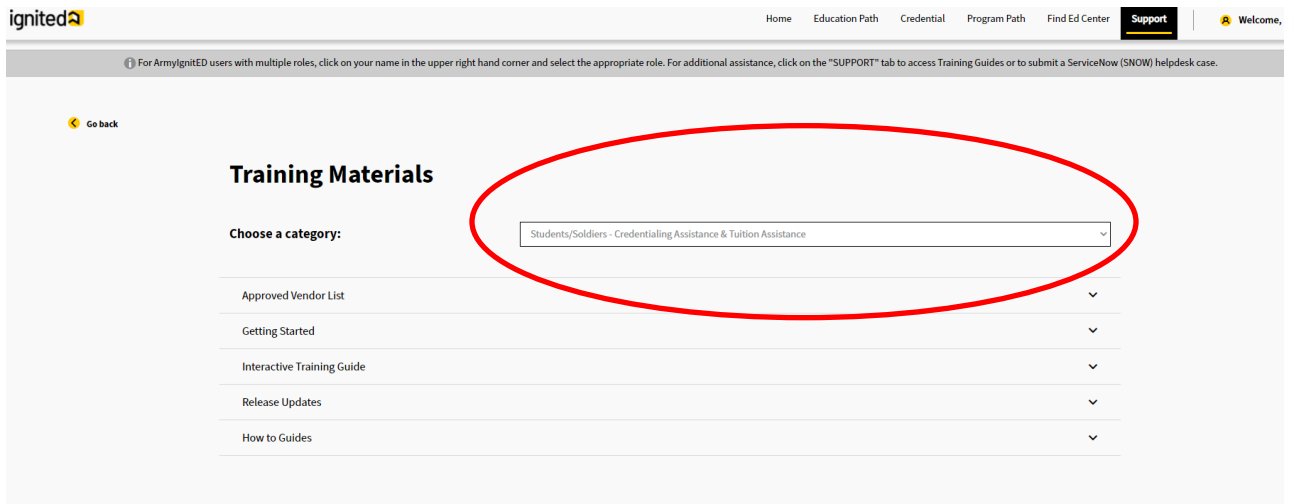 ignited
Home Education Path Credential Program Path Find Ed Center Support Welcome,
For ArmyIgnitED users with multiple roles, click on your name in the upper right hand corner and select the appropriate role. For additional assistance, click on the "SUPPORT" tab to access Training Guides or to submit a ServiceNow (SNOW) helpdesk case.
Go back
Training Materials
Choose a category:
Students/Soldiers - Credentialing Assistance & Tuition Assistance
Approved Vendor List
Getting Started
Interactive Training Guide
Release Updates
How to Guides